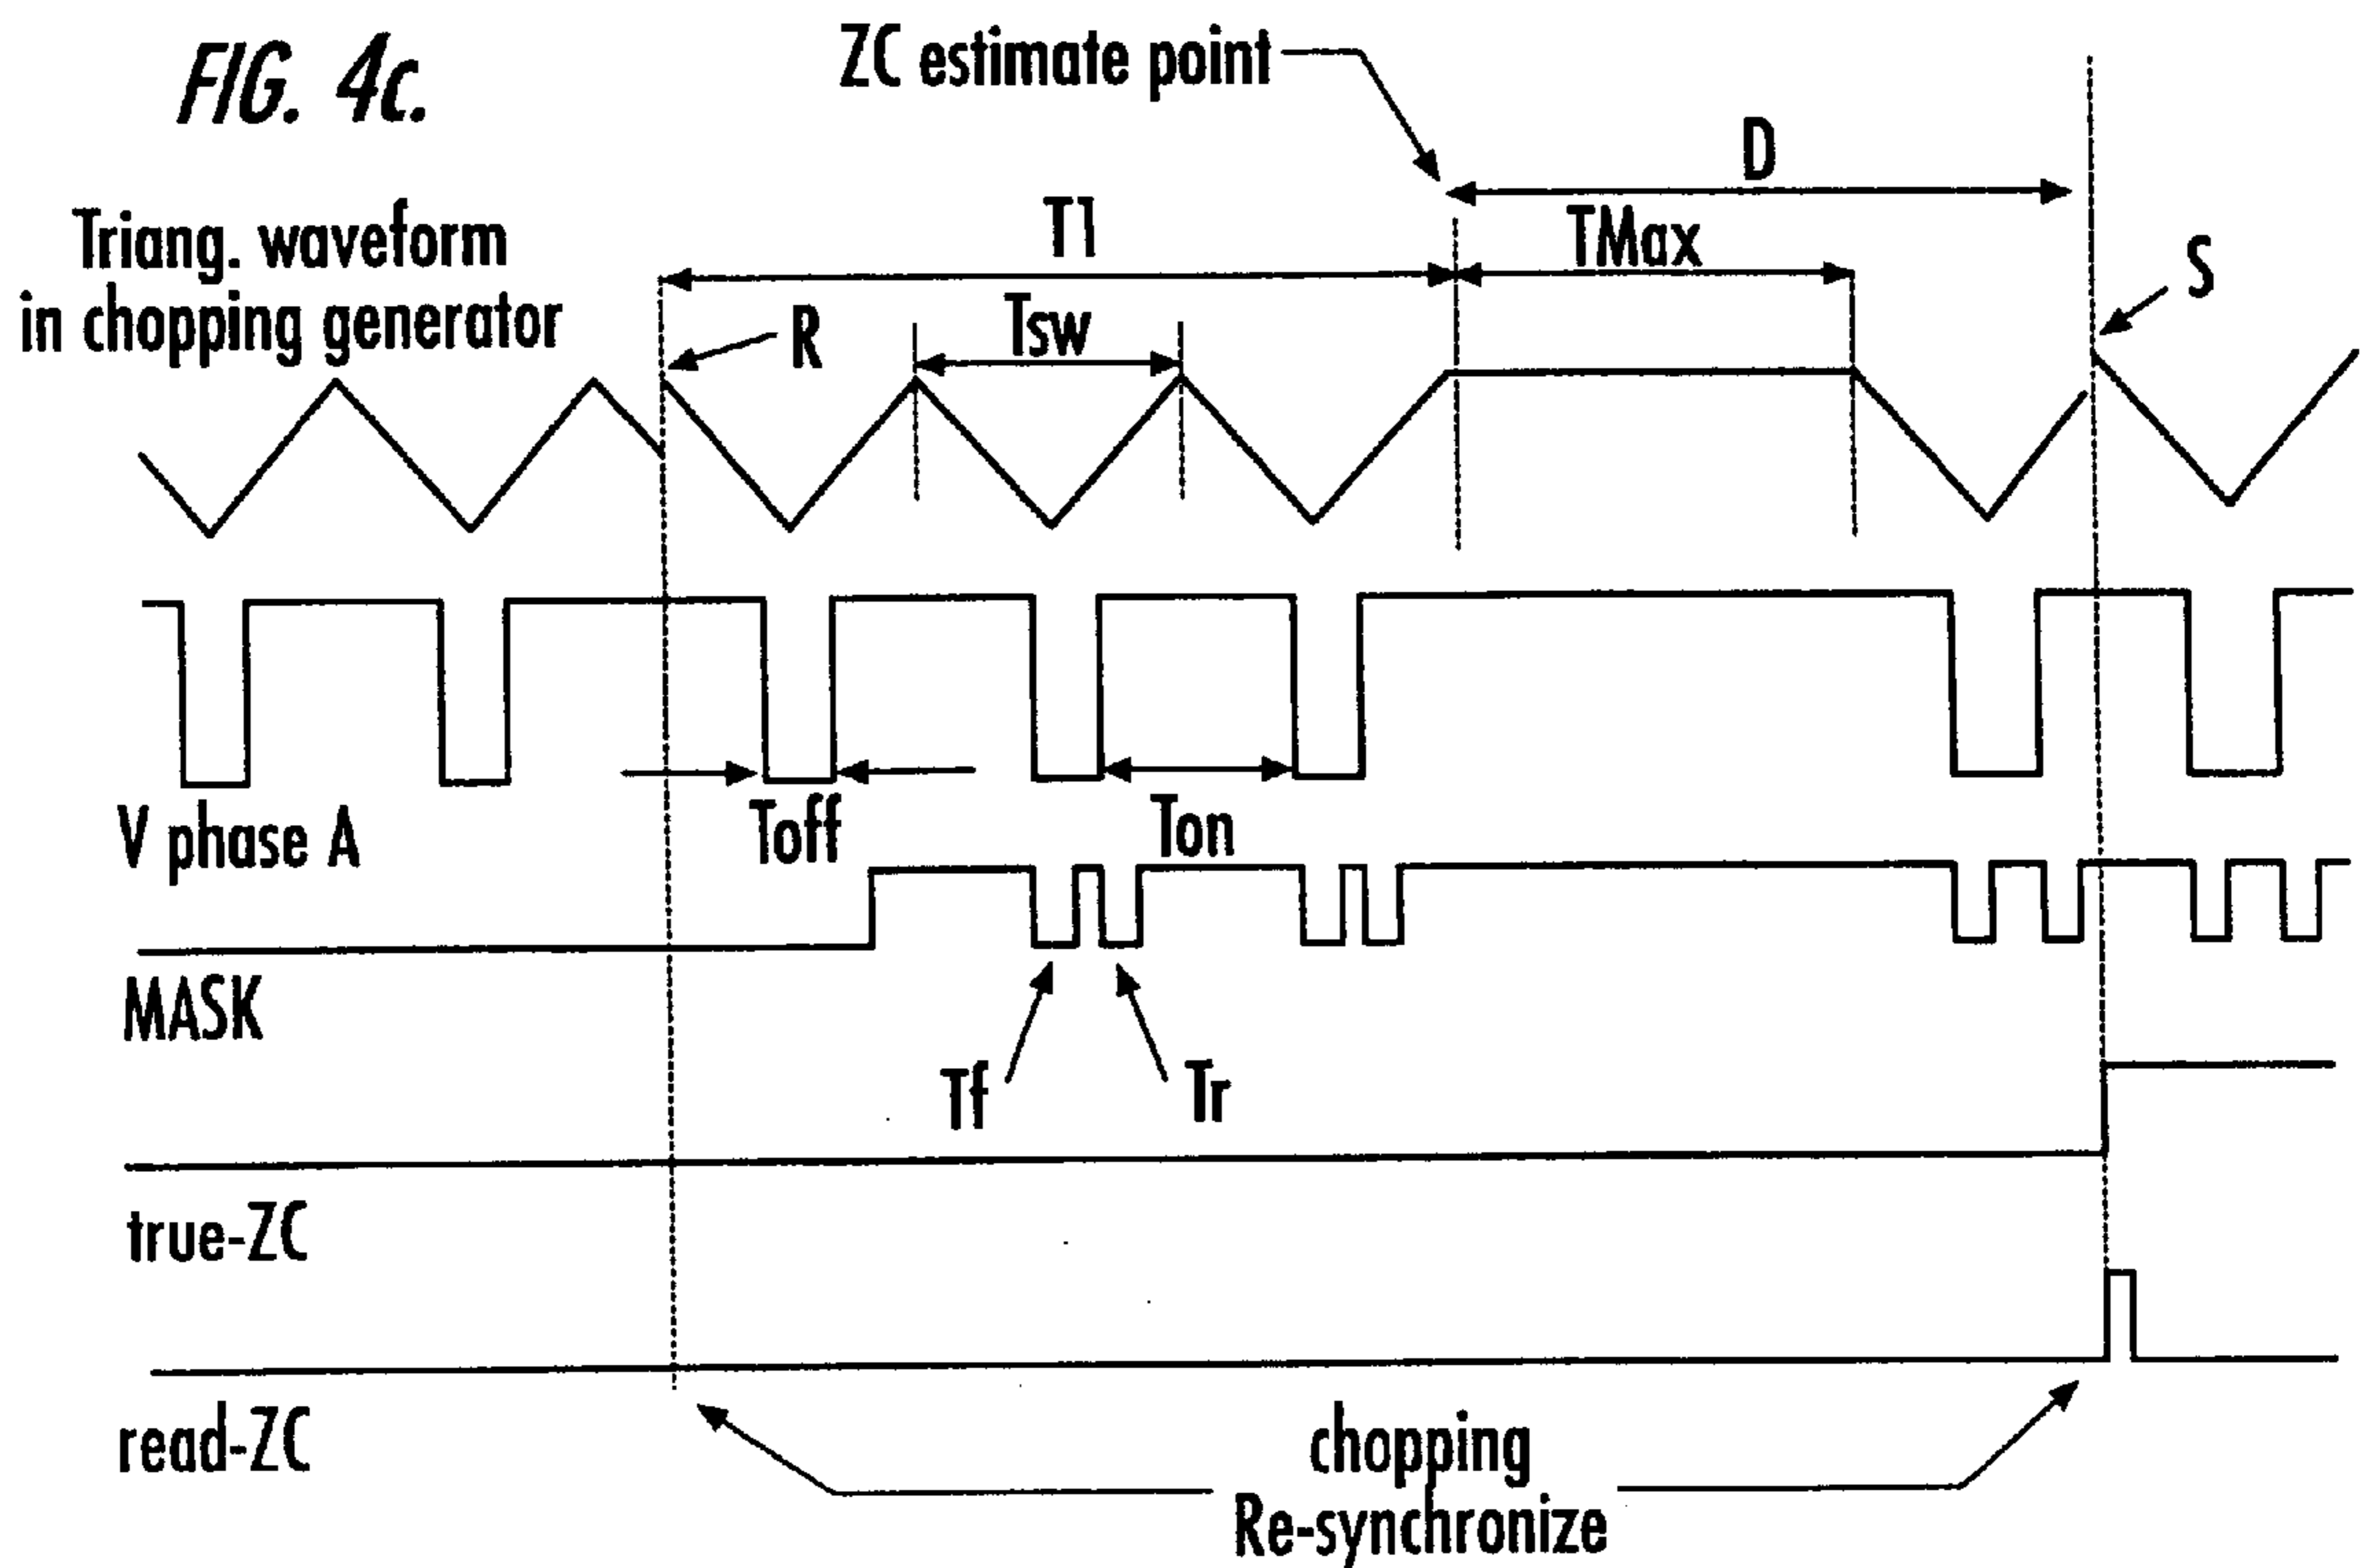 FIG. 4c.
ZC estimate point
D
T1
TMax
S
Triang. waveform
in chopping generator
Tsw
R
Toff
Ton
V phase A
MASK
Tf
Tr
true-ZC
read-ZC
chopping
Re-synchronize